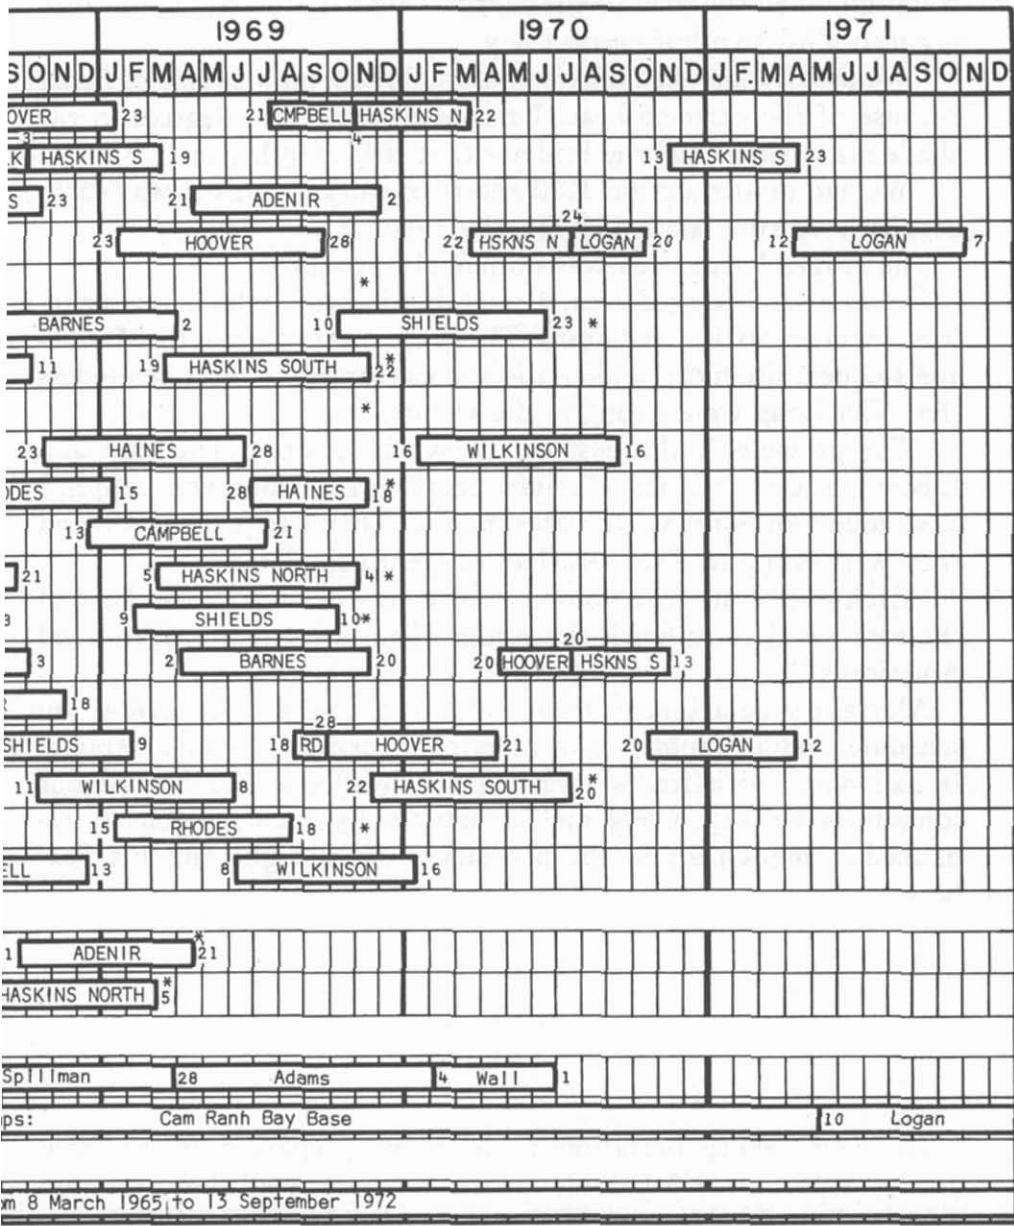 1969 1970 1971
S O N D J F M A M J J A S O N D J F M A M J J A S O N D J F. M A M J J A S O N D
OVER 23 21 CMPBELL 4 HASKINS N 22
3
LK HASKINS S 19 13 HASKINS S 23
S 23 21 ADENIR 2
24
23 HOOVER 28 22 HSKNS N LOGAN 20 12 LOGAN 7
*
BARNES 2 10 SHIELDS 23 *
11 19 HASKINS SOUTH 22 *
*
23 HAINES 28 16 WILKINSON 16
ODES 15 28 HAINES 18 *
13 CAMPBELL 21
21 5 HASKINS NORTH 4 *
3 9 SHIELDS 10 *
20
3 2 BARNES 20 20 HOOVER HSKNS S 13
R 18
28
SHIELDS 9 18 RD HOOVER 21 20 LOGAN 12
11 WILKINSON 8 22 HASKINS SOUTH 20 *
15 RHODES 18 *
ELL 13 8 WILKINSON 16
1 ADENIR 21 *
HASKINS NORTH 5 *
Spillman 28 Adams 4 Wall 1
ps: Cam Ranh Bay Base 10 Logan
om 8 March 1965 to 13 September 1972